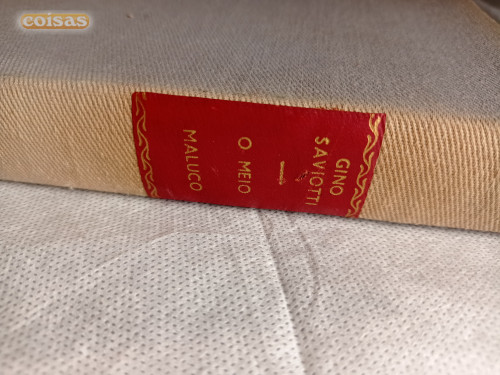 coisas
GINO
SAVIOTTI
O MEIO
MALUCO